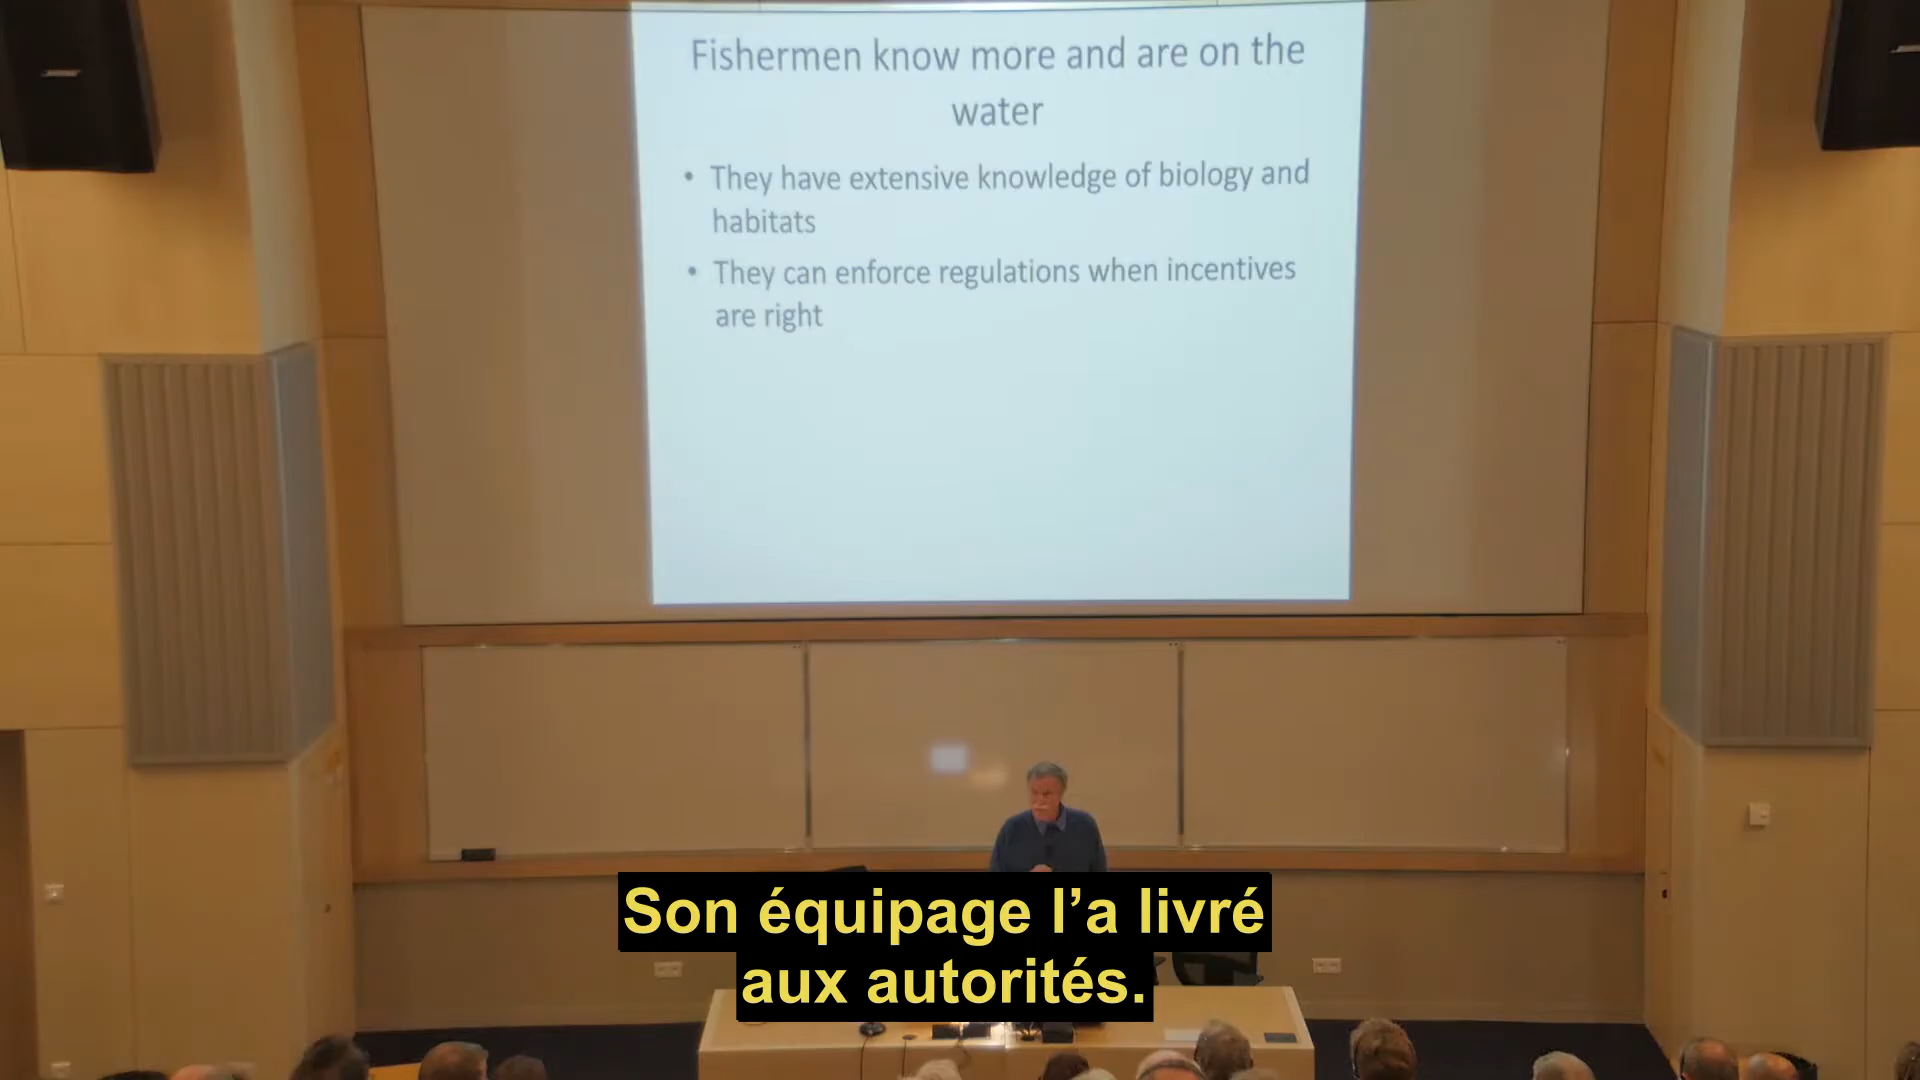 Fishermen know more and are on the
water
• They have extensive knowledge of biology and
habitats
• They can enforce regulations when incentives
are right
Son équipage l’a livré
aux autorités.